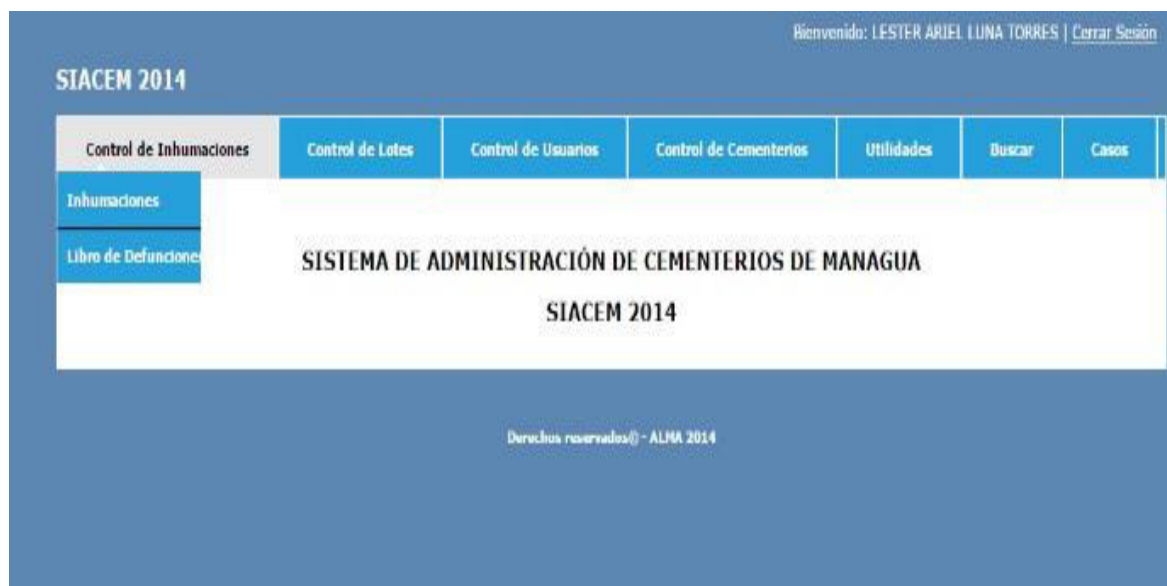 Bienvenido: LESTER ARIEL LUNA TORRES | Cerrar Sesión
SIACEM 2014
Control de Inhumaciones Control de Lotes Control de Usuarios Control de Cementerios Utilidades Buscar Casos
Inhumaciones
Libro de Defuncione
SISTEMA DE ADMINISTRACIÓN DE CEMENTERIOS DE MANAGUA
SIACEM 2014
Derechos reservados© - ALMA 2014